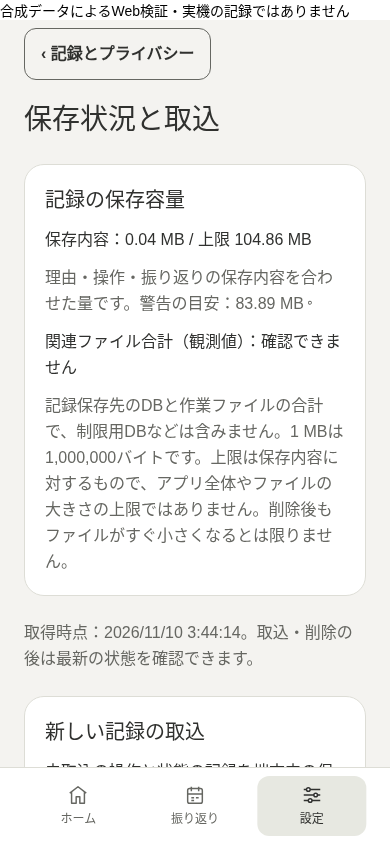 合成データによるWeb検証・実機の記録ではありません
‹ 記録とプライバシー
保存状況と取込
記録の保存容量
保存内容：0.04 MB / 上限 104.86 MB
理由・操作・振り返りの保存内容を合わ
せた量です。警告の目安：83.89 MB。
関連ファイル合計（観測値）：確認できま
せん
記録保存先のDBと作業ファイルの合計
で、制限用DBなどは含みません。1 MBは
1,000,000バイトです。上限は保存内容に
対するもので、アプリ全体やファイルの
大きさの上限ではありません。削除後も
ファイルがすぐ小さくなるとは限りませ
ん。
取得時点：2026/11/10 3:44:14。取込・削除の
後は最新の状態を確認できます。
新しい記録の取込
ホーム
振り返り
設定